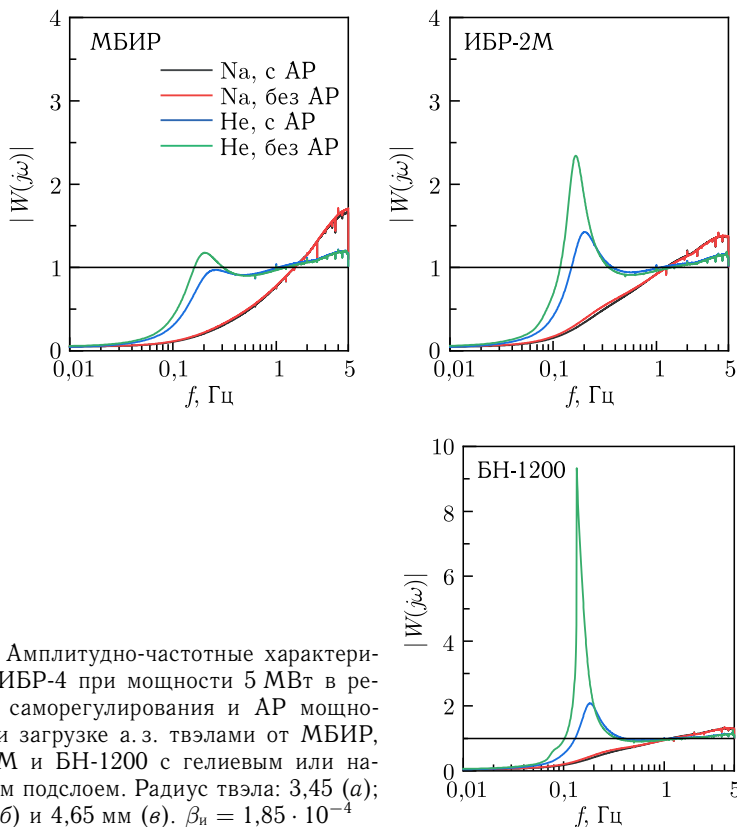 МБИР
Na, с АР
Na, без АР
He, с АР
He, без АР
|W(jω)|
4
3
2
1
0
0,01
0,1
1
5
f, Гц
ИБР-2М
|W(jω)|
4
3
2
1
0
0,01
0,1
1
5
f, Гц
БН-1200
|W(jω)|
10
8
6
4
2
0
0,01
0,1
1
5
f, Гц
Амплитудно-частотные характери-
ИБР-4 при мощности 5 МВт в ре-
саморегулирования и АР мощно-
и загрузке а. з. твэлами от МБИР,
М и БН-1200 с гелиевым или на-
м подслоем. Радиус твэла: 3,45 (а);
б) и 4,65 мм (в). βи = 1,85 · 10⁻⁴